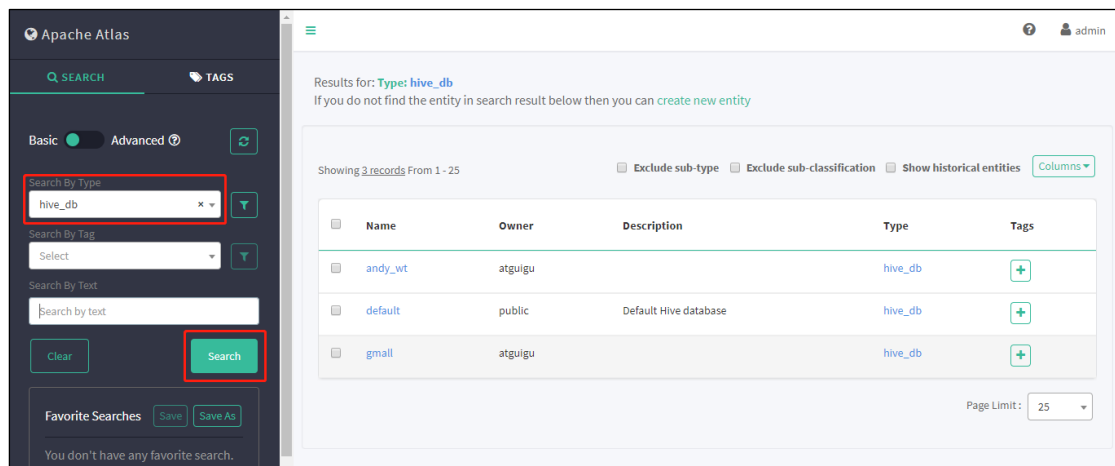 Apache Atlas
SEARCH TAGS
Basic Advanced
Search By Type
hive_db × 
Search By Tag
Select
Search By Text
Search by text
Clear Search
Favorite Searches Save Save As
You don't have any favorite search.
admin
Results for: Type: hive_db
If you do not find the entity in search result below then you can create new entity
Showing 3 records From 1 - 25 Exclude sub-type Exclude sub-classification Show historical entities Columns
Name Owner Description Type Tags
andy_wt atguigu hive_db +
default public Default Hive database hive_db +
gmall atguigu hive_db +
Page Limit : 25